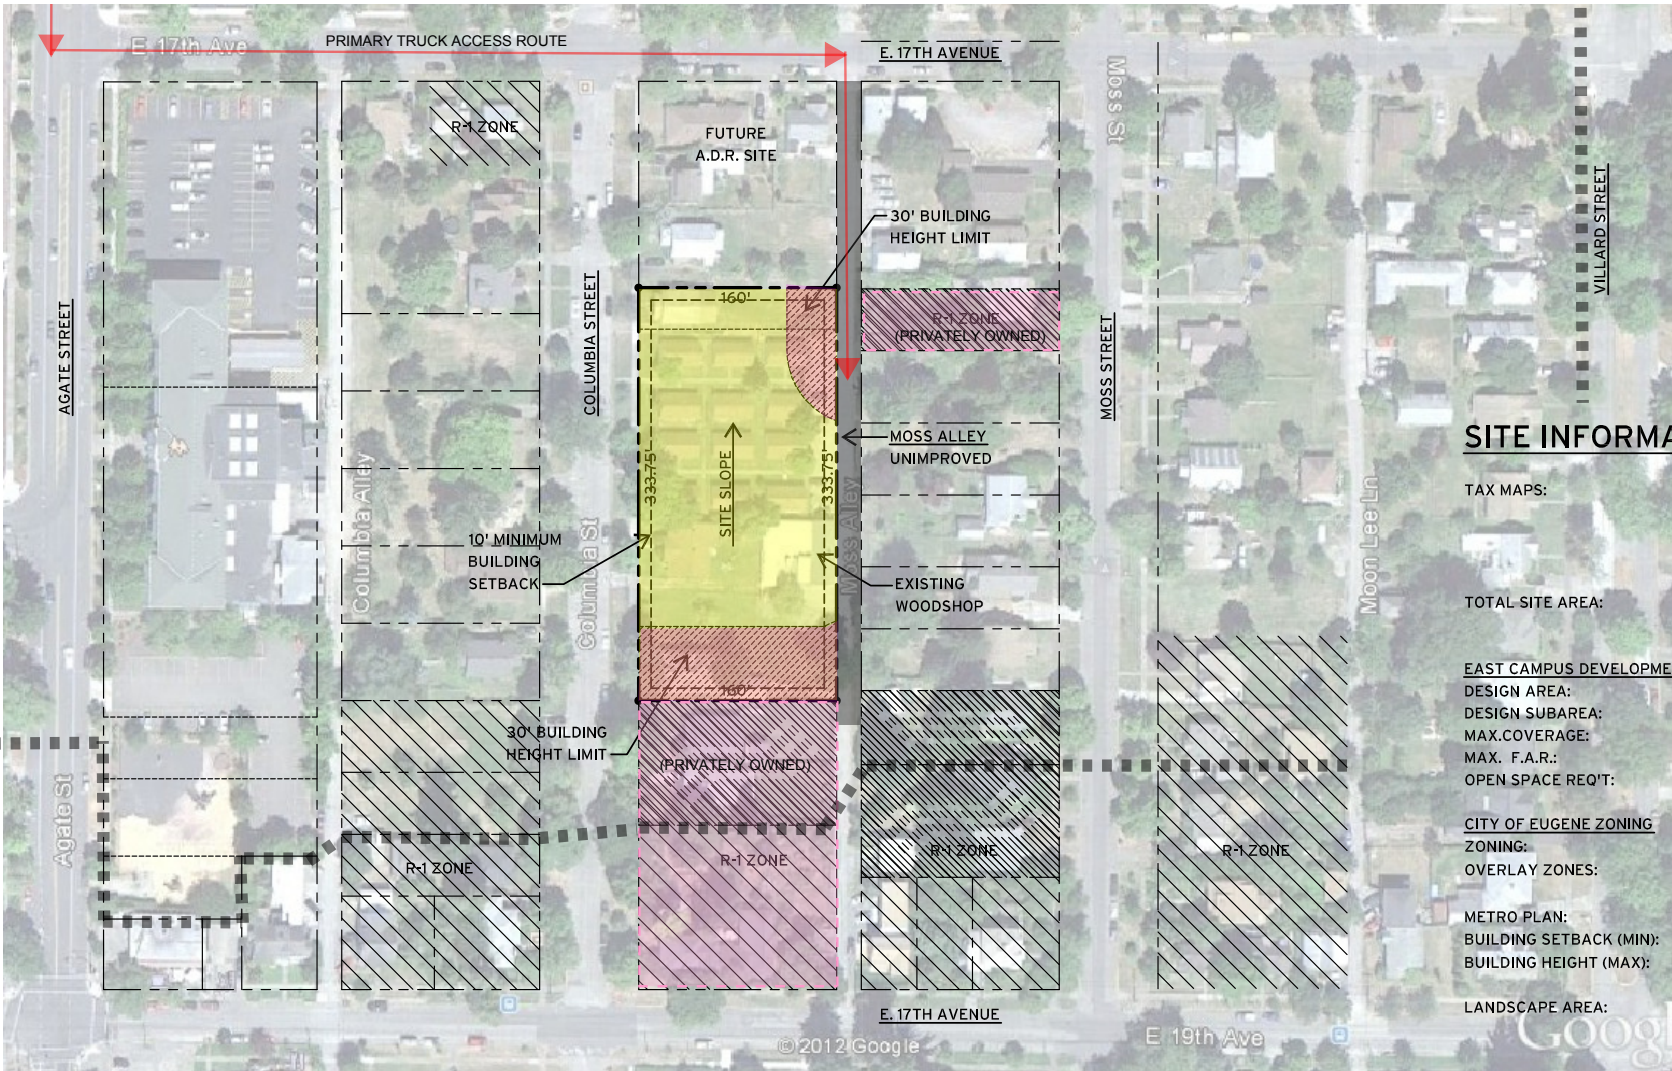 E. 17th Ave
PRIMARY TRUCK ACCESS ROUTE
E. 17TH AVENUE
Moss St
R-1 ZONE
FUTURE
A.D.R. SITE
30' BUILDING
HEIGHT LIMIT
VILLARD STREET
AGATE STREET
COLUMBIA STREET
160'
R-1 ZONE
(PRIVATELY OWNED)
MOSS STREET
SITE INFORMA
MOSS ALLEY
UNIMPROVED
333.75'
SITE SLOPE
333.75'
Moss Alley
Columbia Alley
Columbia St
Moon Lee Ln
TAX MAPS:
10' MINIMUM
BUILDING
SETBACK
EXISTING
WOODSHOP
TOTAL SITE AREA:
160'
30' BUILDING
HEIGHT LIMIT
(PRIVATELY OWNED)
EAST CAMPUS DEVELOPME
DESIGN AREA:
DESIGN SUBAREA:
MAX.COVERAGE:
MAX. F.A.R.:
OPEN SPACE REQ'T:
Agate St
CITY OF EUGENE ZONING
ZONING:
OVERLAY ZONES:
R-1 ZONE
R-1 ZONE
R-1 ZONE
R-1 ZONE
METRO PLAN:
BUILDING SETBACK (MIN):
BUILDING HEIGHT (MAX):
LANDSCAPE AREA:
E. 17TH AVENUE
© 2012 Google
E 19th Ave
Goog